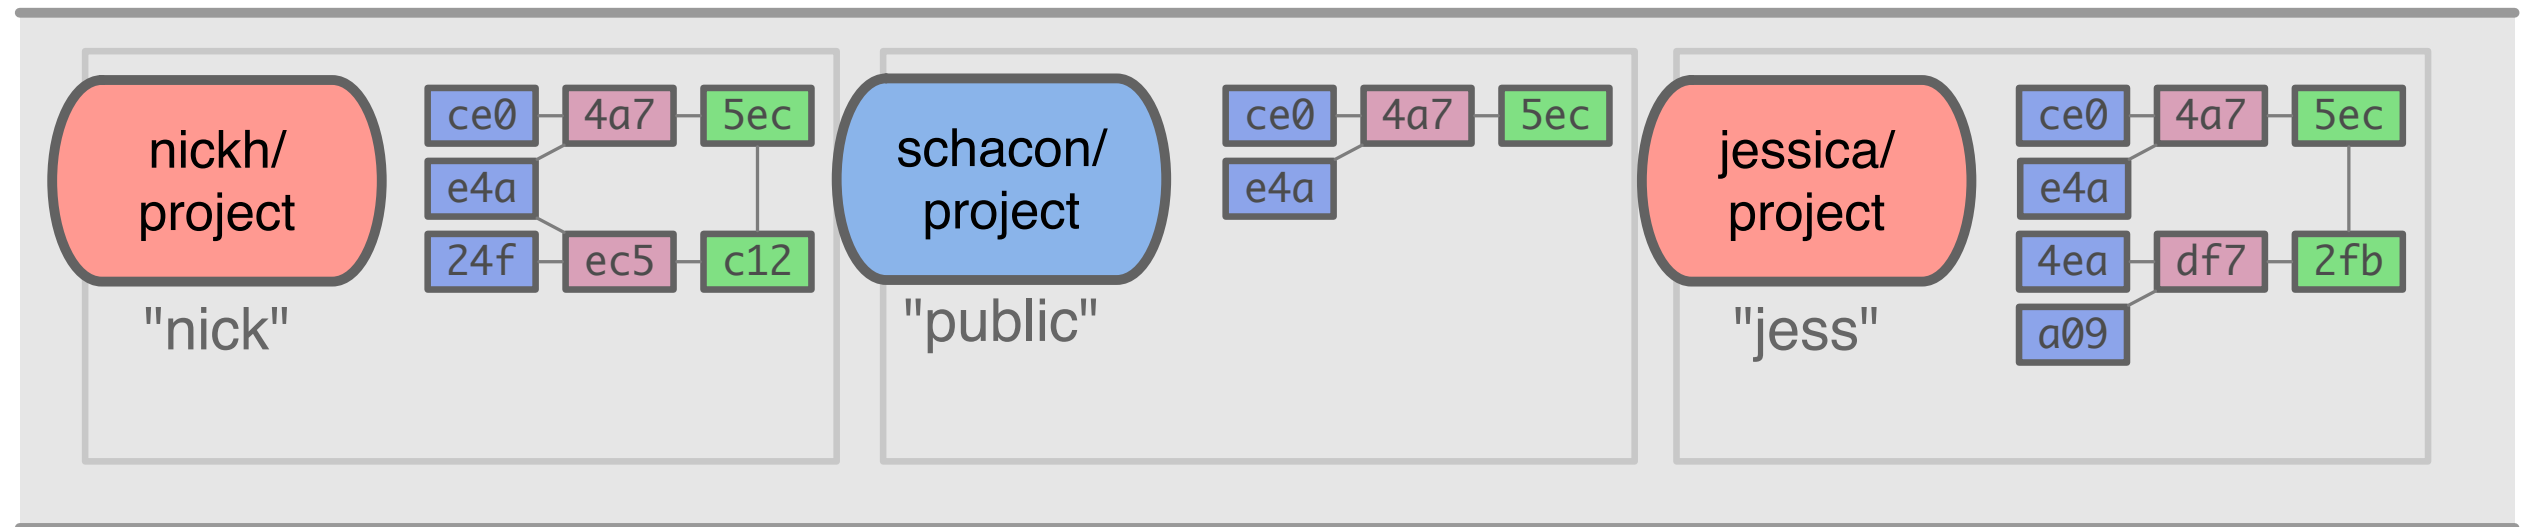 nickh/
project
"nick"
ce0 4a7 5ec
e4a
24f ec5 c12
schacon/
project
"public"
ce0 4a7 5ec
e4a
jessica/
project
"jess"
ce0 4a7 5ec
e4a
4ea df7 2fb
a09